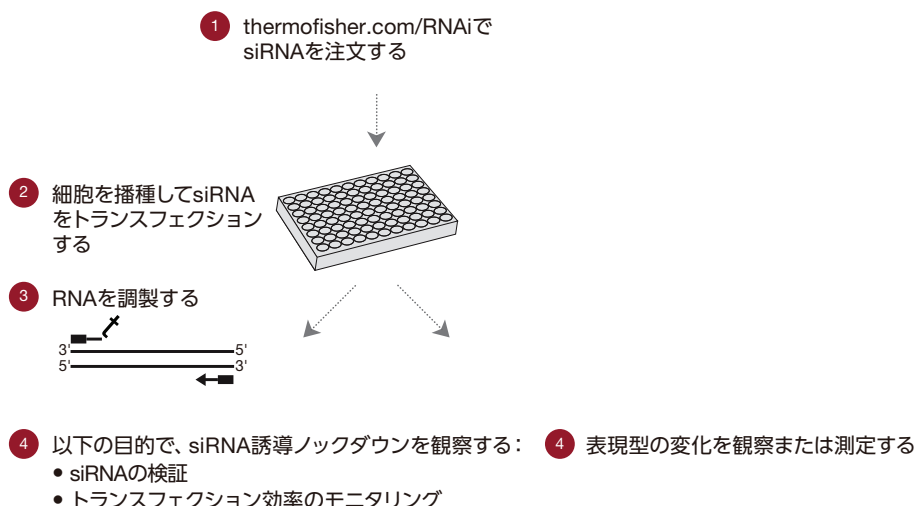 1 thermofisher.com/RNAiで
siRNAを注文する
2 細胞を播種してsiRNA
をトランスフェクション
する
3 RNAを調製する
3' 5'
5' 3'
4 以下の目的で、siRNA誘導ノックダウンを観察する：
• siRNAの検証
• トランスフェクション効率のモニタリング
4 表現型の変化を観察または測定する